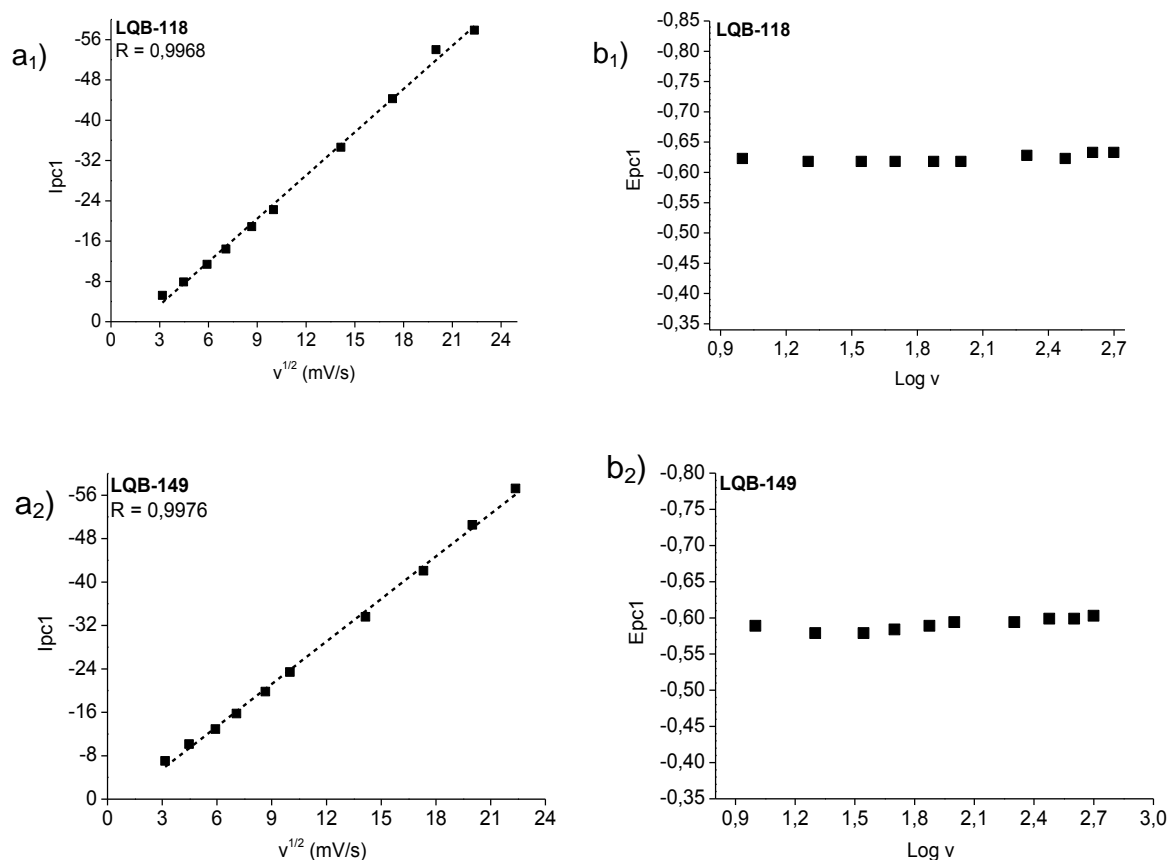 a₁)
LQB-118
R = 0,9968
-56
-48
-40
-32
-24
-16
-8
0
Ipc1
0 3 6 9 12 15 18 21 24
v^1/2 (mV/s)
b₁)
LQB-118
-0,85
-0,80
-0,75
-0,70
-0,65
-0,60
-0,55
-0,50
-0,45
-0,40
-0,35
Epc1
0,9 1,2 1,5 1,8 2,1 2,4 2,7
Log v
a₂)
LQB-149
R = 0,9976
-56
-48
-40
-32
-24
-16
-8
0
Ipc1
0 3 6 9 12 15 18 21 24
v^1/2 (mV/s)
b₂)
LQB-149
-0,80
-0,75
-0,70
-0,65
-0,60
-0,55
-0,50
-0,45
-0,40
-0,35
Epc1
0,9 1,2 1,5 1,8 2,1 2,4 2,7 3,0
Log v